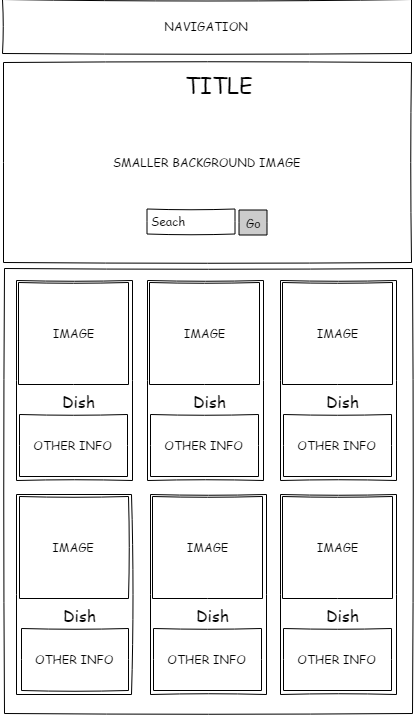 NAVIGATION
TITLE
SMALLER BACKGROUND IMAGE
Seach Go
IMAGE IMAGE IMAGE
Dish Dish Dish
OTHER INFO OTHER INFO OTHER INFO
IMAGE IMAGE IMAGE
Dish Dish Dish
OTHER INFO OTHER INFO OTHER INFO